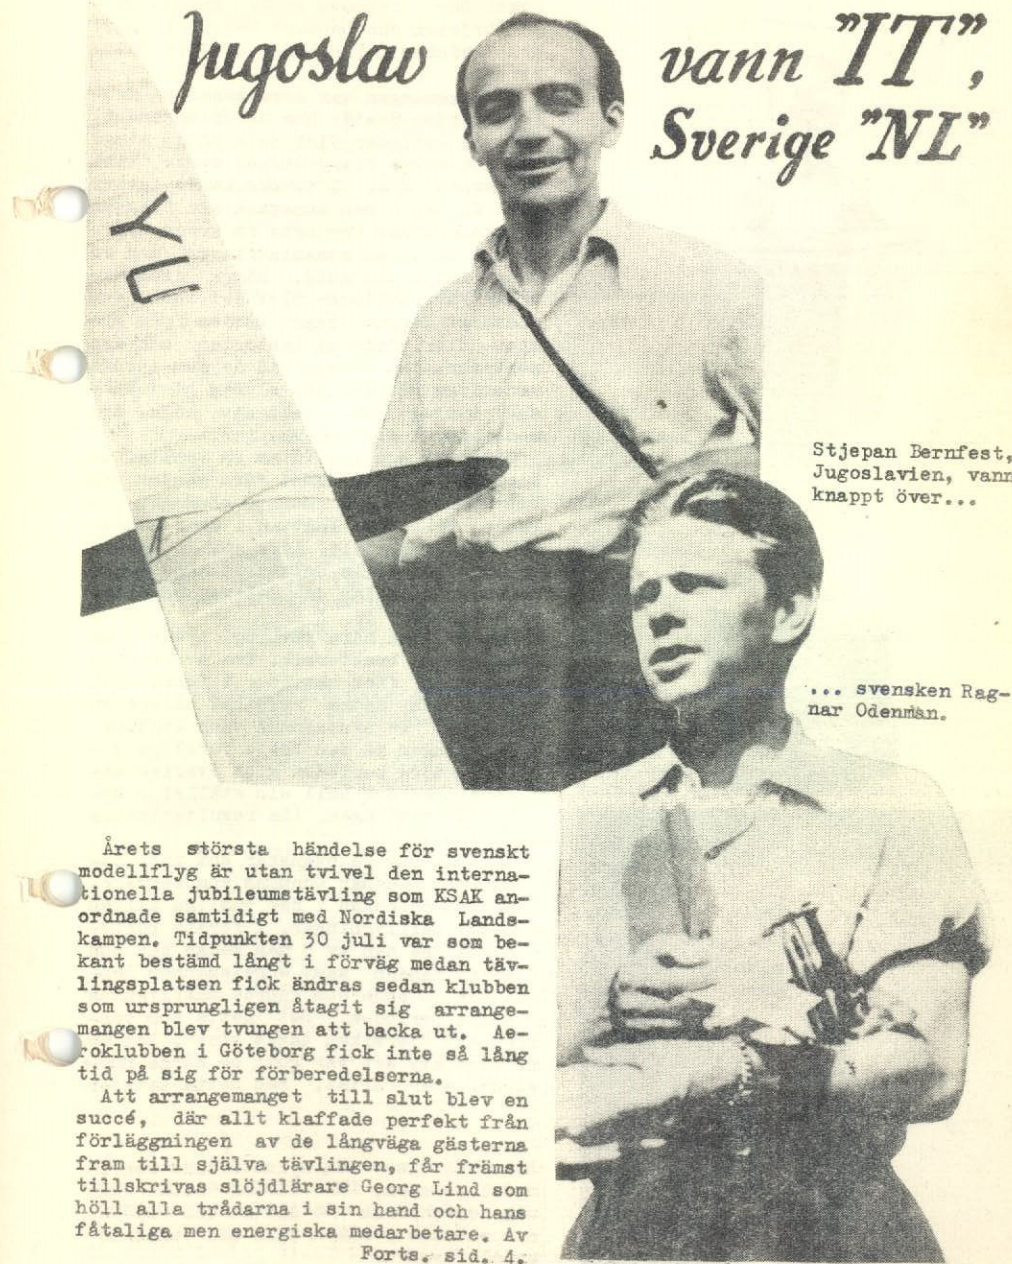 Jugoslav vann "IT",
Sverige "NL"
YU
Stjepan Bernfest,
Jugoslavien, vann
knappt över...
... svensken Rag-
nar Odenman.
Årets största händelse för svenskt
modellflyg är utan tvivel den interna-
tionella jubileumstävling som KSAK an-
ordnade samtidigt med Nordiska Lands-
kampen. Tidpunkten 30 juli var som be-
kant bestämd långt i förväg medan täv-
lingsplatsen fick ändras sedan klubben
som ursprungligen åtagit sig arrange-
mangen blev tvungen att backa ut. Ae-
roklubben i Göteborg fick inte så lång
tid på sig för förberedelserna.
Att arrangemanget till slut blev en
succé, där allt klaffade perfekt från
förläggningen av de långväga gästerna
fram till själva tävlingen, får främst
tillskrivas slöjdlärare Georg Lind som
höll alla trådarna i sin hand och hans
fåtaliga men energiska medarbetare. Av
Forts. sid. 4.